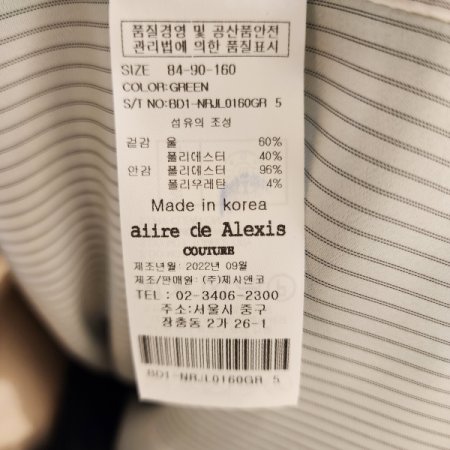 품질경영 및 공산품안전
관리법에 의한 품질표시
SIZE 84-90-160
COLOR:GREEN
S/T NO:BD1-NRJL0160GR 5
섬유의 조성
겉감 울 60%
폴리에스터 40%
안감 폴리에스터 96%
폴리우레탄 4%
Made in korea
aiire de Alexis
COUTURE
제조년월: 2022년 09월
제조/판매원: (주)제시앤코
TEL: 02-3406-2300
주소:서울시 중구
장충동 2가 26-1
BD1-NRJL0160GR 5